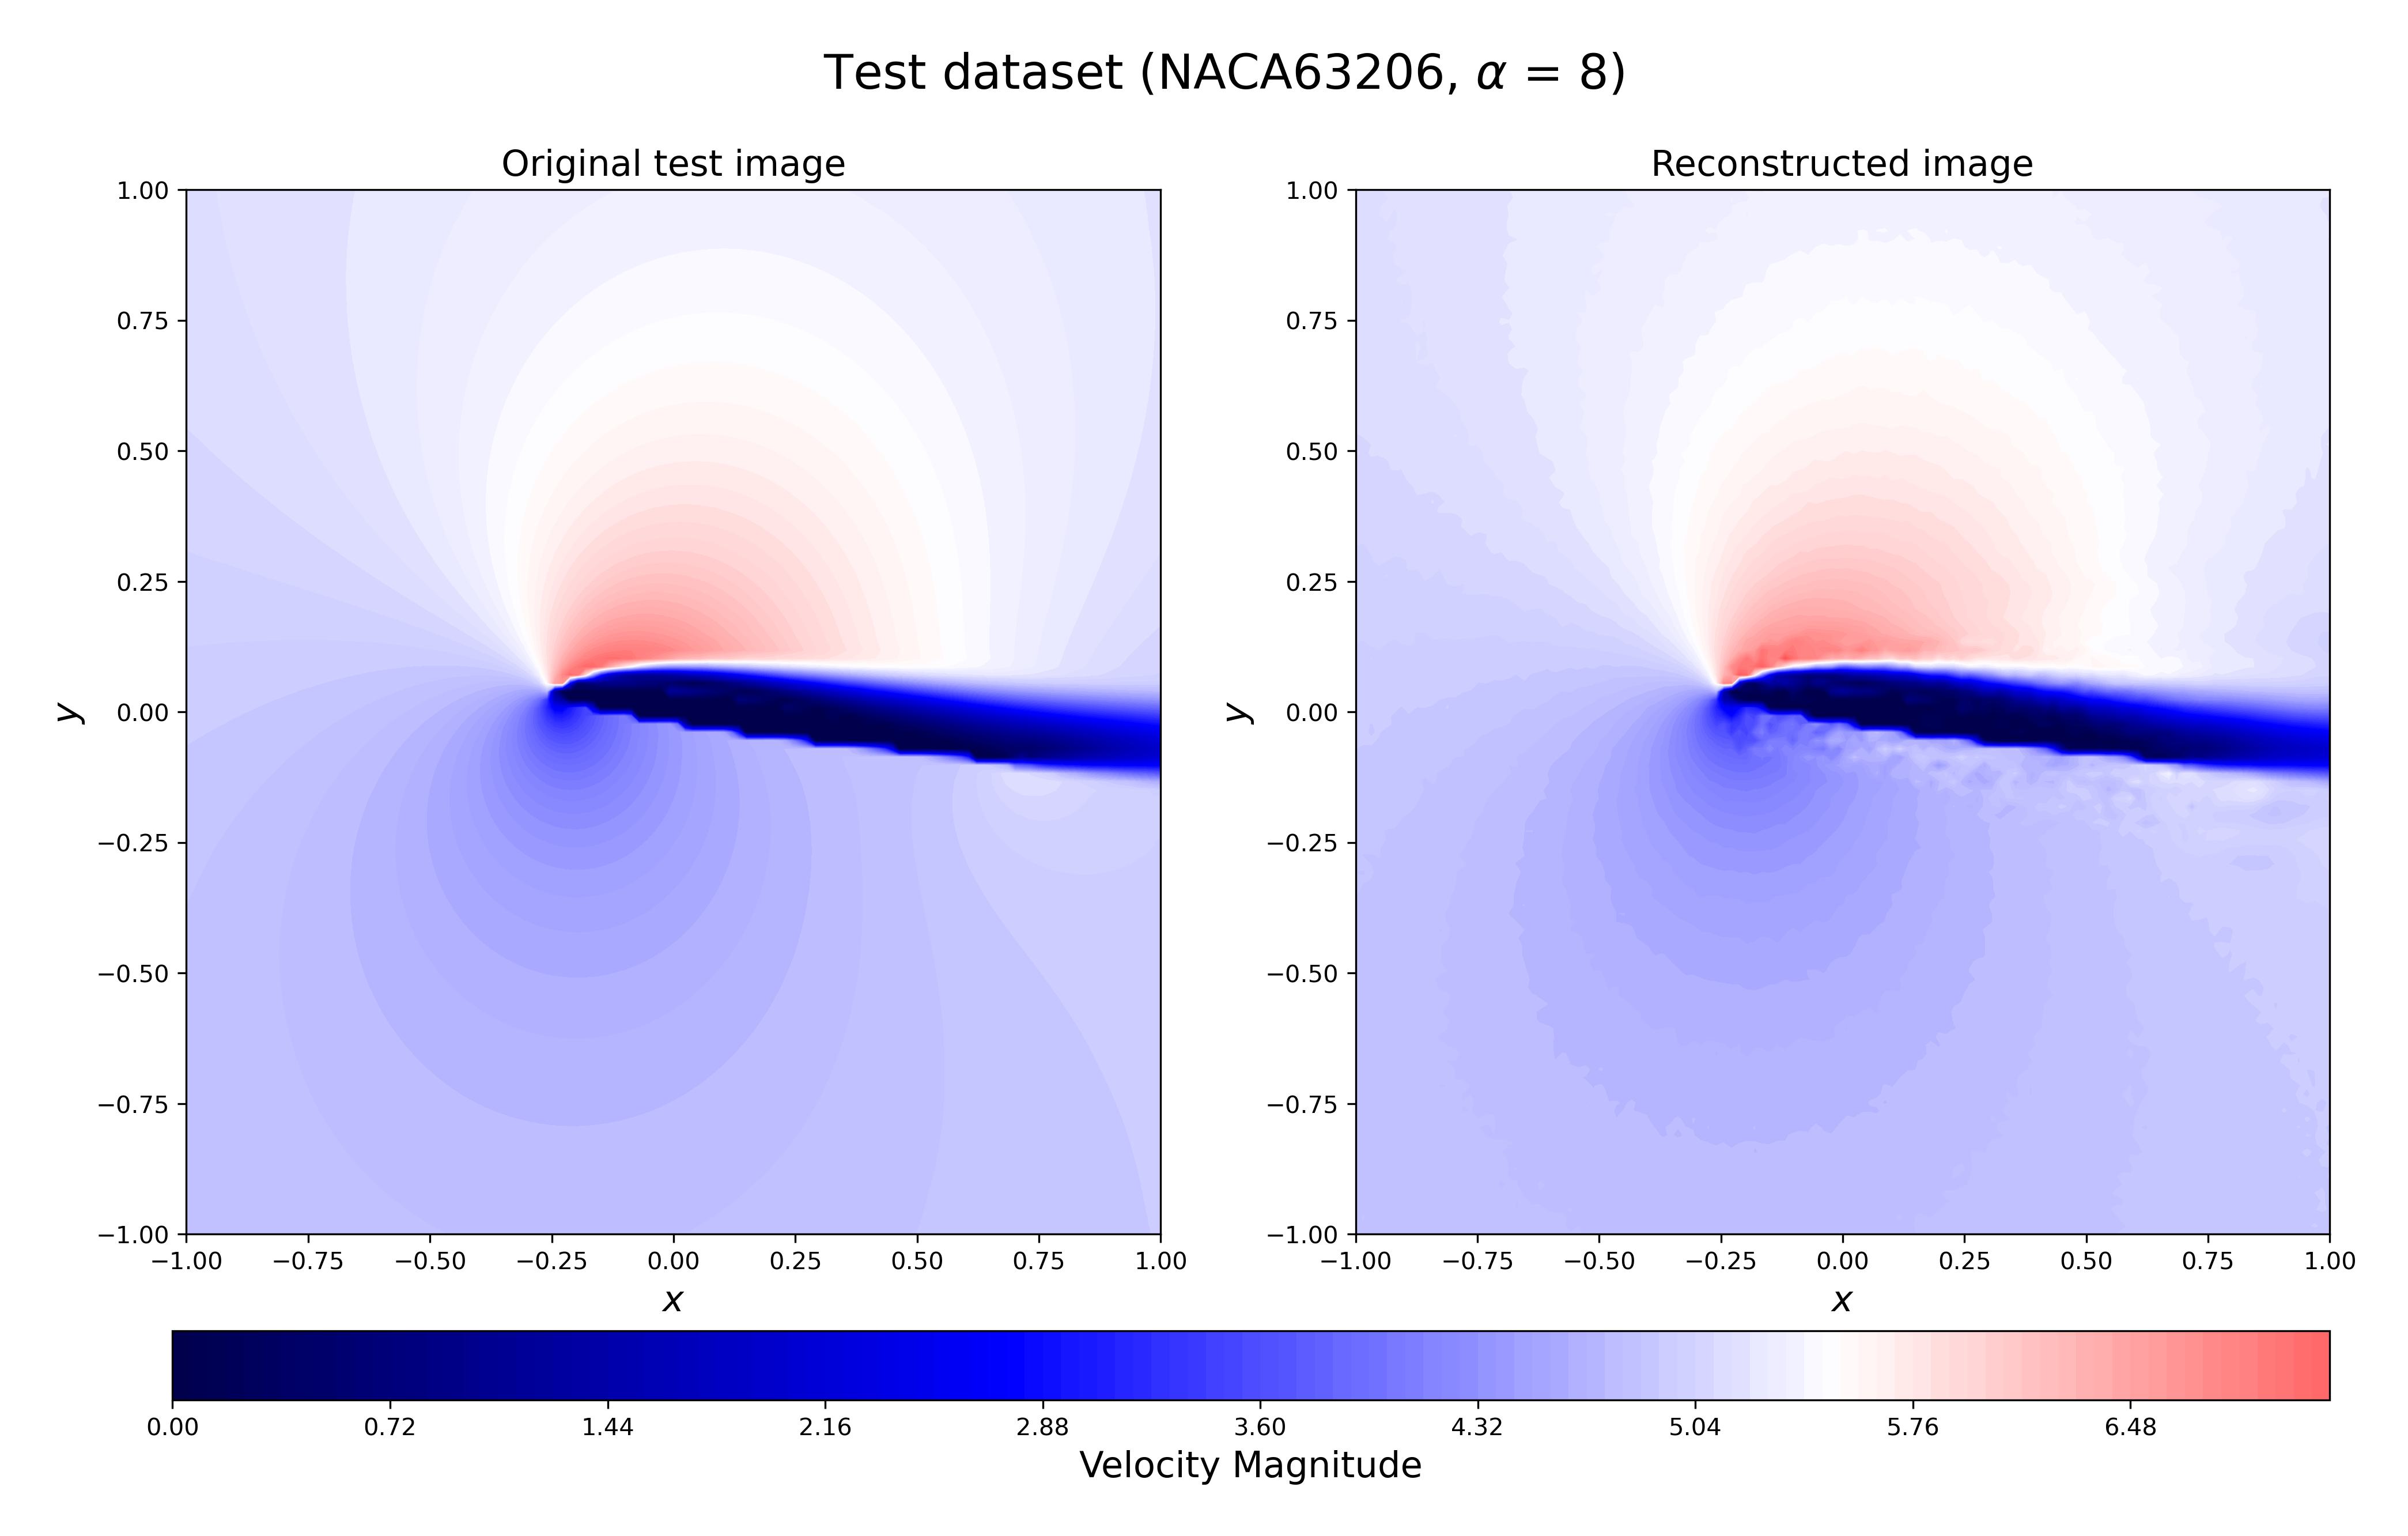 Test dataset (NACA63206, α = 8)
Original test image
Reconstructed image
1.00
0.75
0.50
0.25
0.00
−0.25
−0.50
−0.75
−1.00
y
−1.00 −0.75 −0.50 −0.25 0.00 0.25 0.50 0.75 1.00
x
1.00
0.75
0.50
0.25
0.00
−0.25
−0.50
−0.75
−1.00
y
−1.00 −0.75 −0.50 −0.25 0.00 0.25 0.50 0.75 1.00
x
0.00 0.72 1.44 2.16 2.88 3.60 4.32 5.04 5.76 6.48
Velocity Magnitude